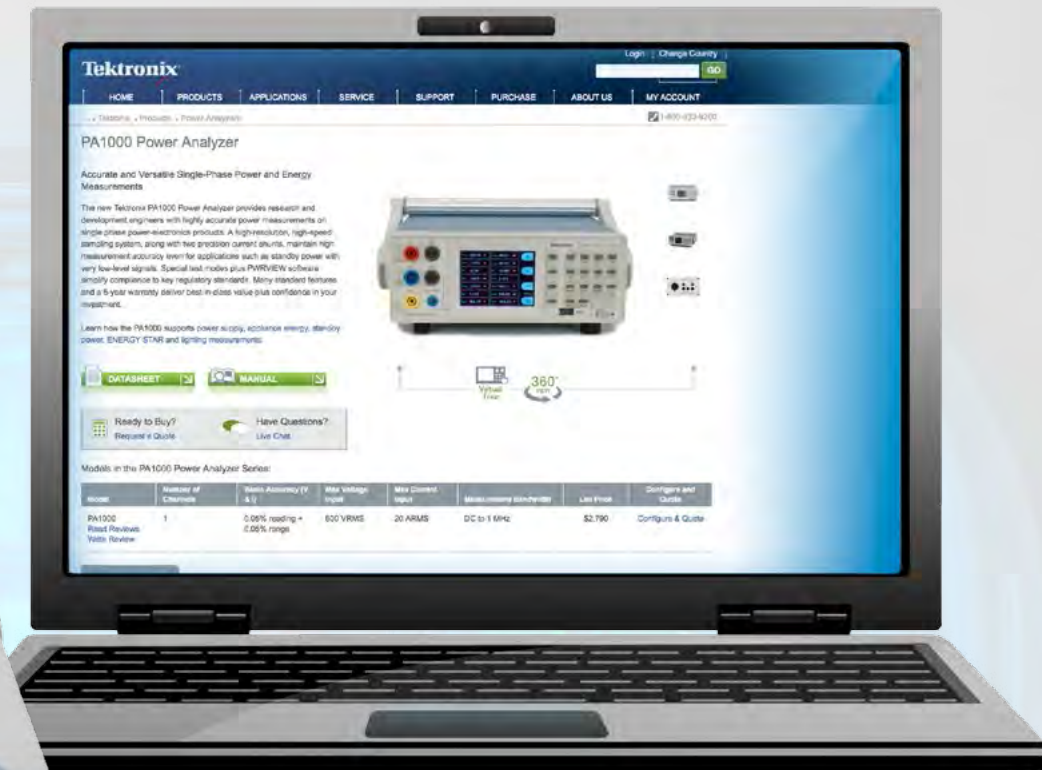 Login | Change County
Tektronix
GO
HOME PRODUCTS APPLICATIONS SERVICE SUPPORT PURCHASE ABOUT US MY ACCOUNT
Products Power Analyzers
PA1000 Power Analyzer
Accurate and Versatile Single-Phase Power and Energy
Measurements
The new Tektronix PA1000 Power Analyzer provides research and
development engineers with highly accurate power measurements on
single phase power-electronics products. A high-resolution, high-speed
sampling system, along with two precision current shunts, maintain high
measurement accuracy even for applications such as standby power with
very low-level signals. Special test modes plus PWRVIEW software
simplify compliance to key regulatory standards. Many standard features
and a 5-year warranty deliver best in class value plus confidence in your
investment.
Learn how the PA1000 supports power supply, appliance energy, standby
power, ENERGY STAR and lighting measurements
DATASHEET MANUAL
Virtual Tour
360°
Ready to Buy? Have Questions?
Request a Quote Live Chat
Models in the PA1000 Power Analyzer Series:
Model Number of Channels Basic Accuracy (V & I) Max Voltage Input Max Current Input Measurement Bandwidth List Price Configure and Quote
PA1000 1 0.05% reading + 0.05% range 600 VRMS 20 ARMS DC to 1 MHz $2,790 Configure & Quote
Read Reviews
Write Review